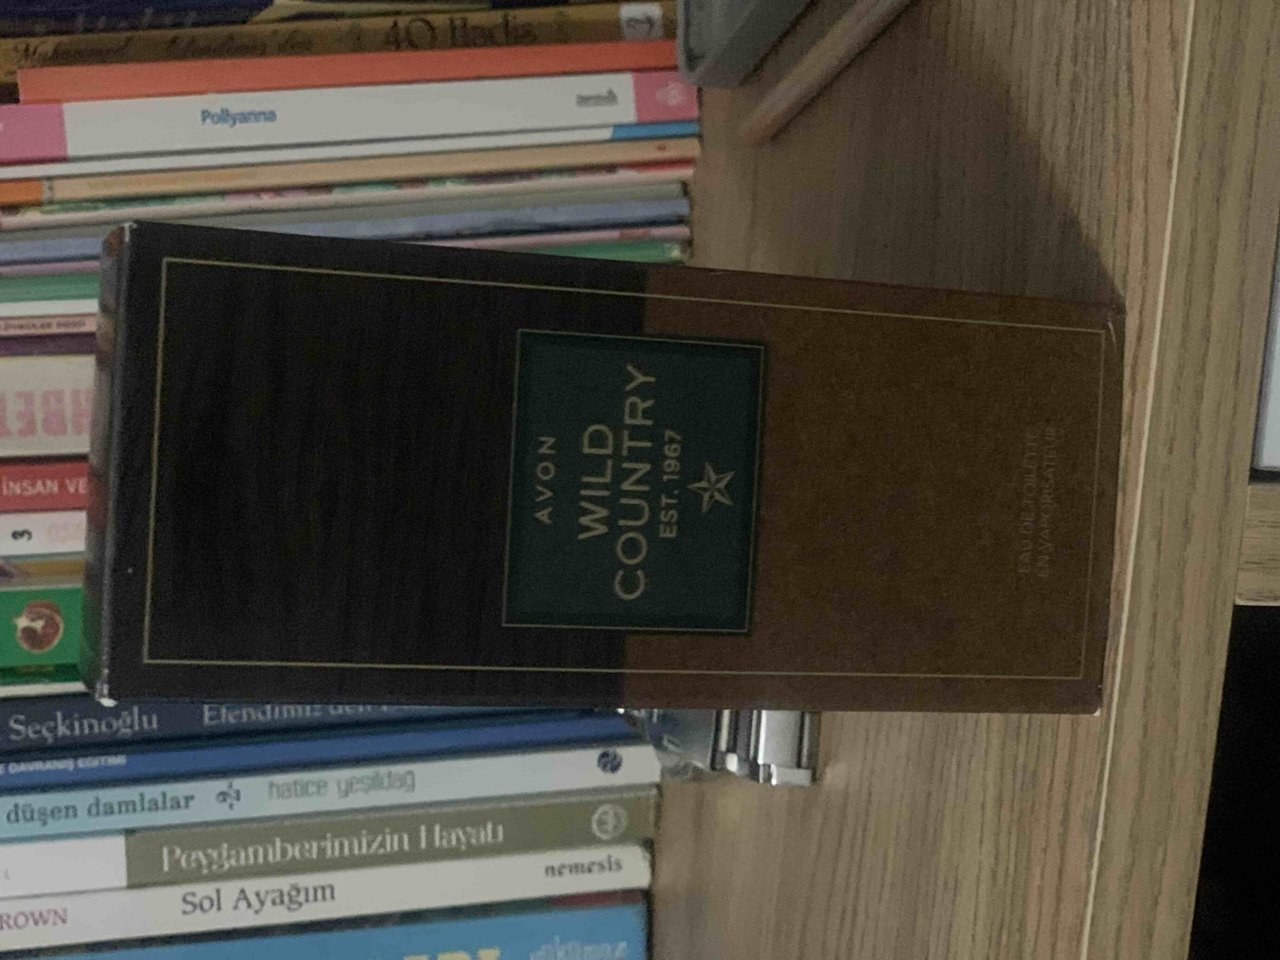 AVON
WILD
COUNTRY
EST. 1967
EAU DE TOILETTE
EN VAPORISATEUR
40 Hadis
Pollyanna
İNSAN VE
3
Seçkinoğlu
düşen damlalar
hatice yeşildağ
Peygamberimizin Hayatı
ROWN
Sol Ayağım
nemesis